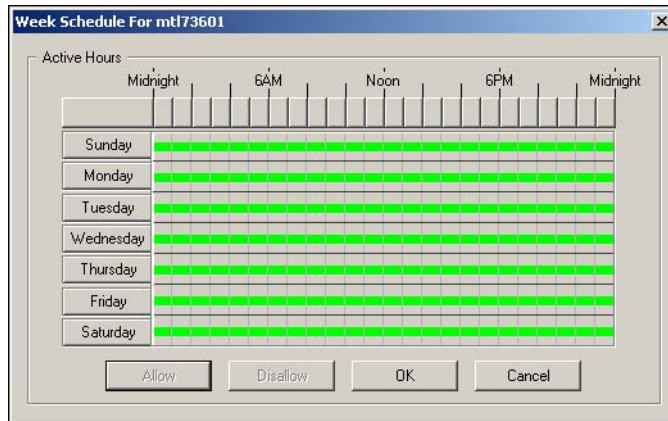 Week Schedule For mtl73601
Active Hours
Midnight 6AM Noon 6PM Midnight
Sunday
Monday
Tuesday
Wednesday
Thursday
Friday
Saturday
Allow Disallow OK Cancel